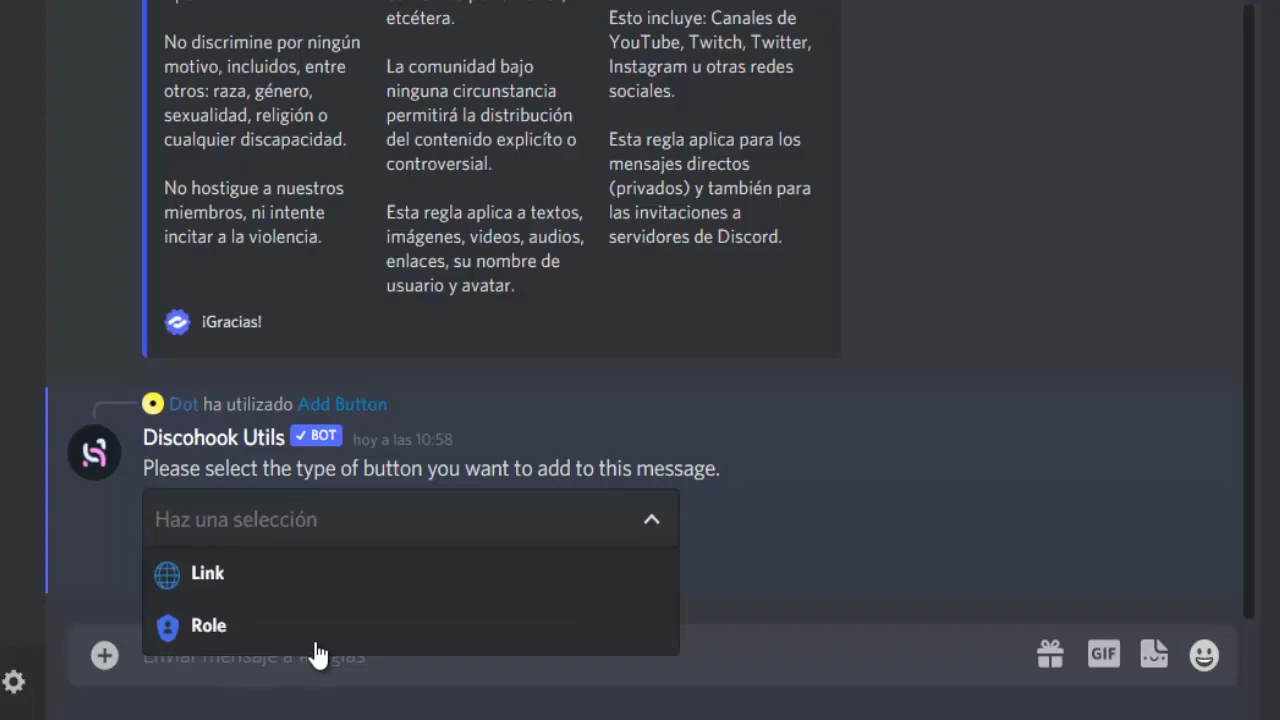 No discrimine por ningún
motivo, incluidos, entre
otros: raza, género,
sexualidad, religión o
cualquier discapacidad.
No hostigue a nuestros
miembros, ni intente
incitar a la violencia.
etcétera.
La comunidad bajo
ninguna circunstancia
permitirá la distribución
del contenido explicíto o
controversial.
Esta regla aplica a textos,
imágenes, videos, audios,
enlaces, su nombre de
usuario y avatar.
Esto incluye: Canales de
YouTube, Twitch, Twitter,
Instagram u otras redes
sociales.
Esta regla aplica para los
mensajes directos
(privados) y también para
las invitaciones a
servidores de Discord.
¡Gracias!
Dot ha utilizado Add Button
Discohook Utils ✓ BOT hoy a las 10:58
Please select the type of button you want to add to this message.
Haz una selección
Link
Role
Enviar mensaje a
GIF